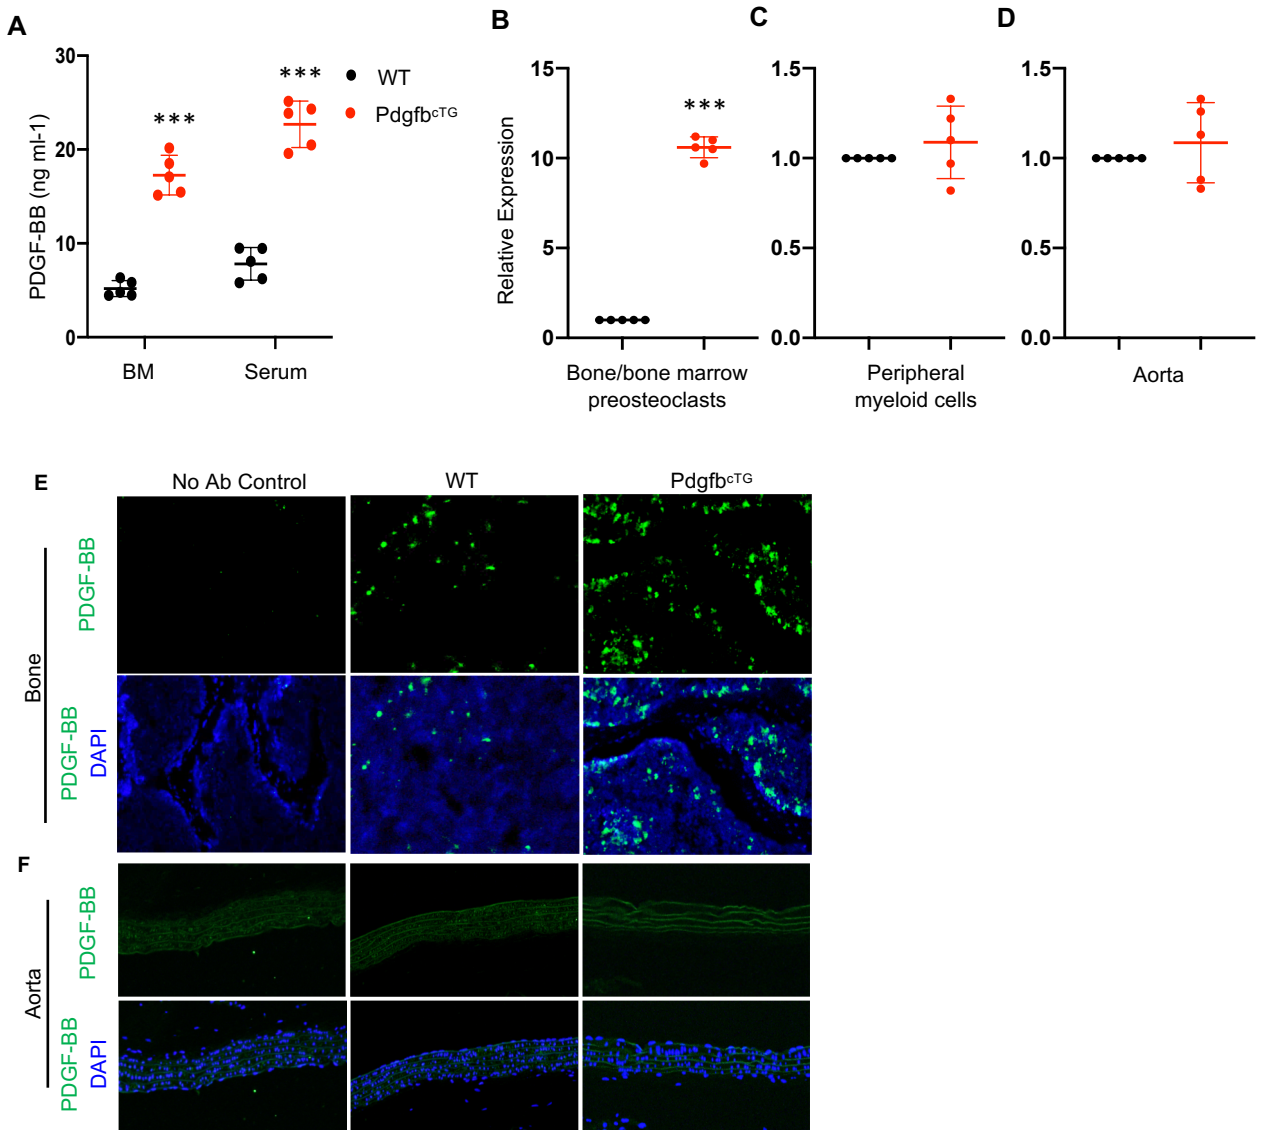 A
B
C
D
30
20
10
0
PDGF-BB (ng ml-1)
***
***
WT
PdgfbcTG
BM
Serum
15
10
5
0
Relative Expression
***
Bone/bone marrow
preosteoclasts
1.5
1.0
0.5
0.0
Peripheral
myeloid cells
1.5
1.0
0.5
0.0
Aorta
E
No Ab Control
WT
PdgfbcTG
Bone
PDGF-BB
PDGF-BB
DAPI
F
Aorta
PDGF-BB
PDGF-BB
DAPI